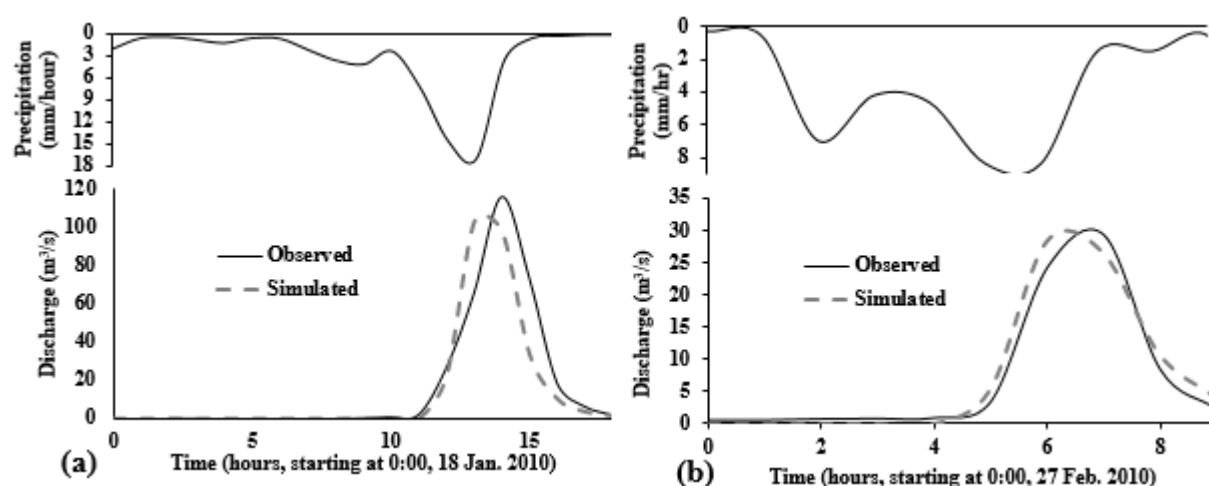 Precipitation
(mm/hour)
0
3
6
9
12
15
18
Discharge (m³/s)
120
100
80
60
40
20
0
Observed
Simulated
0 5 10 15
(a) Time (hours, starting at 0:00, 18 Jan. 2010)
Precipitation
(mm/hr)
0
2
4
6
8
Discharge (m³/s)
35
30
25
20
15
10
5
0
Observed
Simulated
0 2 4 6 8
(b) Time (hours, starting at 0:00, 27 Feb. 2010)